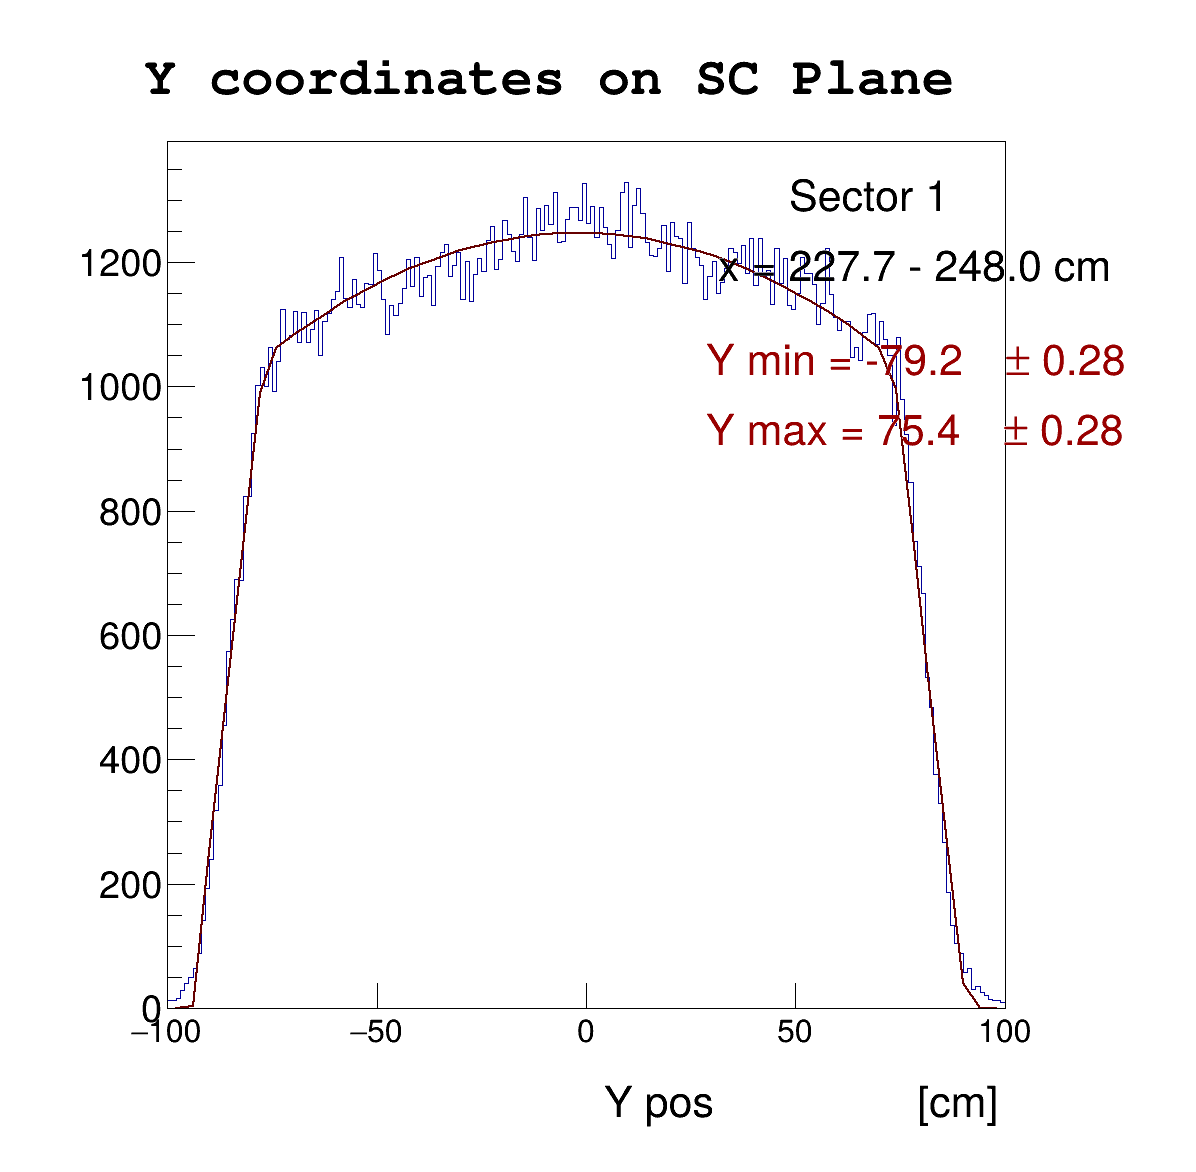 Y coordinates on SC Plane
Sector 1
x = 227.7 - 248.0 cm
Y min = -79.2 ± 0.28
Y max = 75.4 ± 0.28
1200
1000
800
600
400
200
0
−100 −50 0 50 100
Y pos [cm]